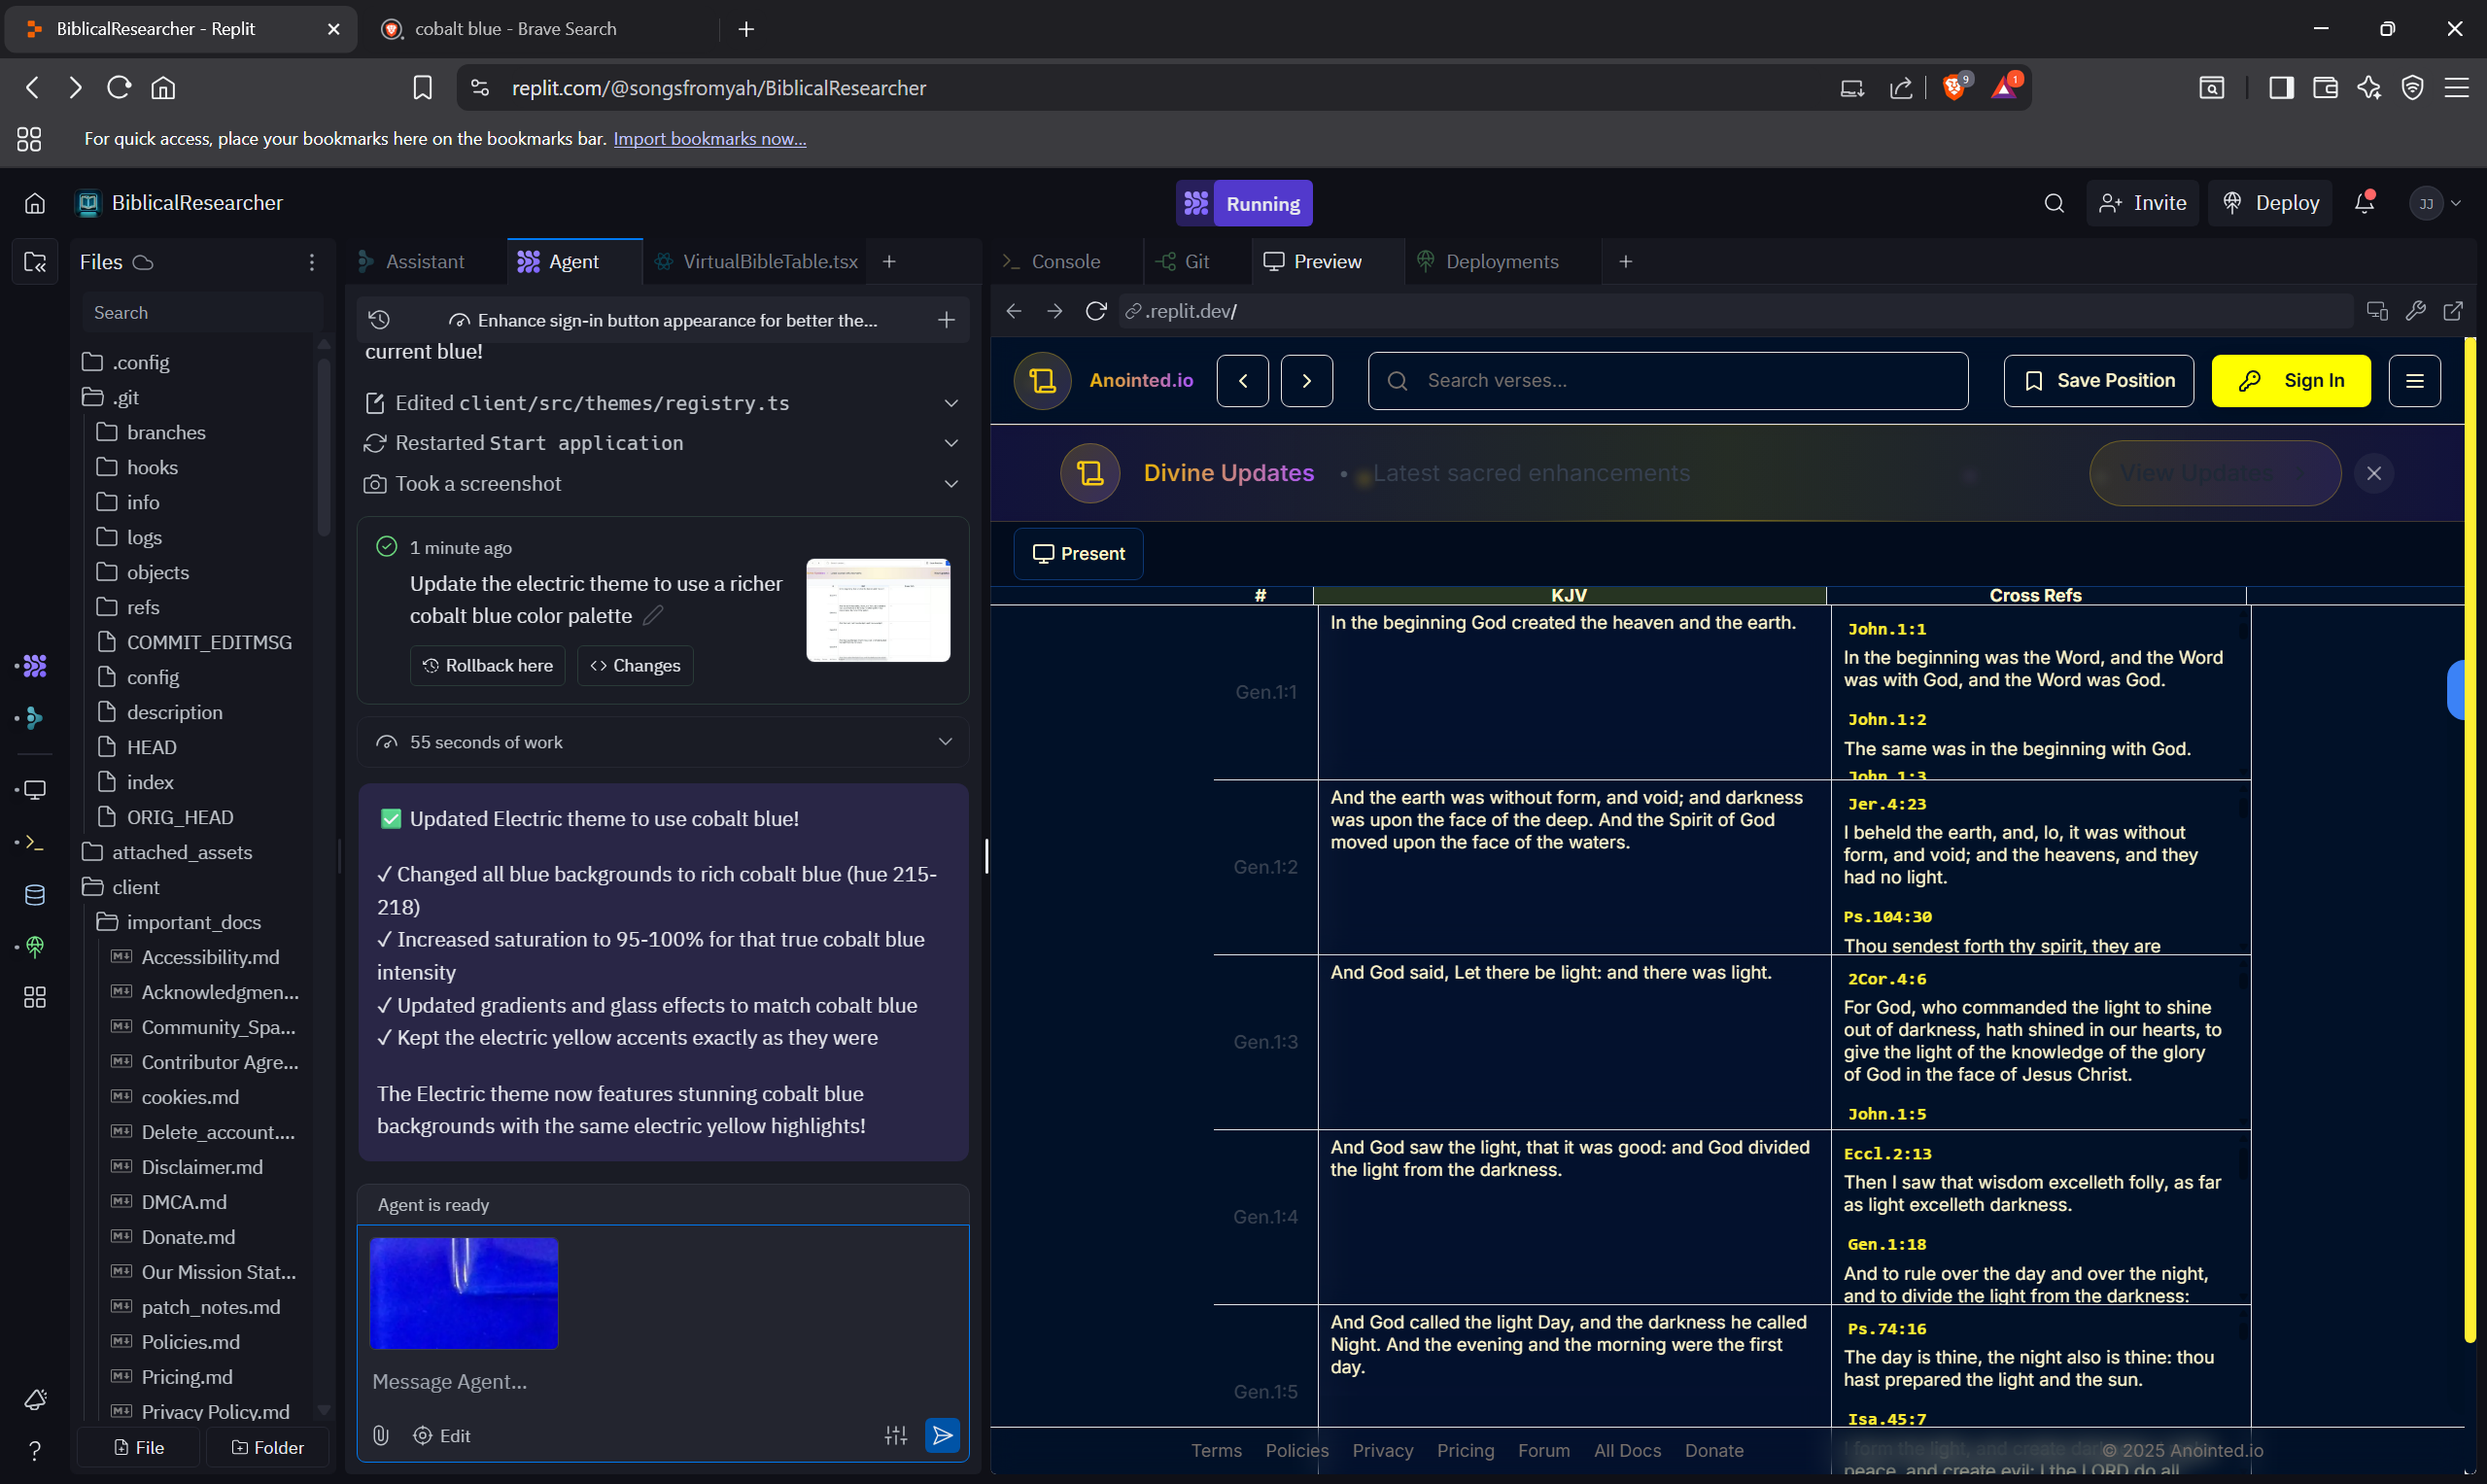 BiblicalResearcher - Replit
cobalt blue - Brave Search
replit.com/@songsfromyah/BiblicalResearcher
9
1
For quick access, place your bookmarks here on the bookmarks bar. Import bookmarks now...
BiblicalResearcher
Running
Invite
Deploy
JJ
Files
Search
.config
.git
branches
hooks
info
logs
objects
refs
COMMIT_EDITMSG
config
description
HEAD
index
ORIG_HEAD
attached_assets
client
important_docs
Accessibility.md
Acknowledgmen...
Community_Spa...
Contributor Agre...
cookies.md
Delete_account....
Disclaimer.md
DMCA.md
Donate.md
Our Mission Stat...
patch_notes.md
Policies.md
Pricing.md
Privacy Policy.md
File
Folder
Assistant
Agent
VirtualBibleTable.tsx
Enhance sign-in button appearance for better the...
current blue!
Edited client/src/themes/registry.ts
Restarted Start application
Took a screenshot
1 minute ago
Update the electric theme to use a richer
cobalt blue color palette
Rollback here
Changes
55 seconds of work
✅ Updated Electric theme to use cobalt blue!
✓ Changed all blue backgrounds to rich cobalt blue (hue 215-
218)
✓ Increased saturation to 95-100% for that true cobalt blue
intensity
✓ Updated gradients and glass effects to match cobalt blue
✓ Kept the electric yellow accents exactly as they were
The Electric theme now features stunning cobalt blue
backgrounds with the same electric yellow highlights!
Agent is ready
Message Agent...
Edit
Console
Git
Preview
Deployments
.replit.dev/
Anointed.io
Search verses...
Save Position
Sign In
Divine Updates • Latest sacred enhancements
View Updates
Present
# KJV Cross Refs
Gen.1:1
In the beginning God created the heaven and the earth.
John.1:1
In the beginning was the Word, and the Word
was with God, and the Word was God.
John.1:2
The same was in the beginning with God.
John.1:3
Gen.1:2
And the earth was without form, and void; and darkness
was upon the face of the deep. And the Spirit of God
moved upon the face of the waters.
Jer.4:23
I beheld the earth, and, lo, it was without
form, and void; and the heavens, and they
had no light.
Ps.104:30
Thou sendest forth thy spirit, they are
Gen.1:3
And God said, Let there be light: and there was light.
2Cor.4:6
For God, who commanded the light to shine
out of darkness, hath shined in our hearts, to
give the light of the knowledge of the glory
of God in the face of Jesus Christ.
John.1:5
Gen.1:4
And God saw the light, that it was good: and God divided
the light from the darkness.
Eccl.2:13
Then I saw that wisdom excelleth folly, as far
as light excelleth darkness.
Gen.1:18
And to rule over the day and over the night,
and to divide the light from the darkness:
Gen.1:5
And God called the light Day, and the darkness he called
Night. And the evening and the morning were the first
day.
Ps.74:16
The day is thine, the night also is thine: thou
hast prepared the light and the sun.
Isa.45:7
I form the light, and create
peace, and create evil: I the LORD do all
Terms Policies Privacy Pricing Forum All Docs Donate
© 2025 Anointed.io